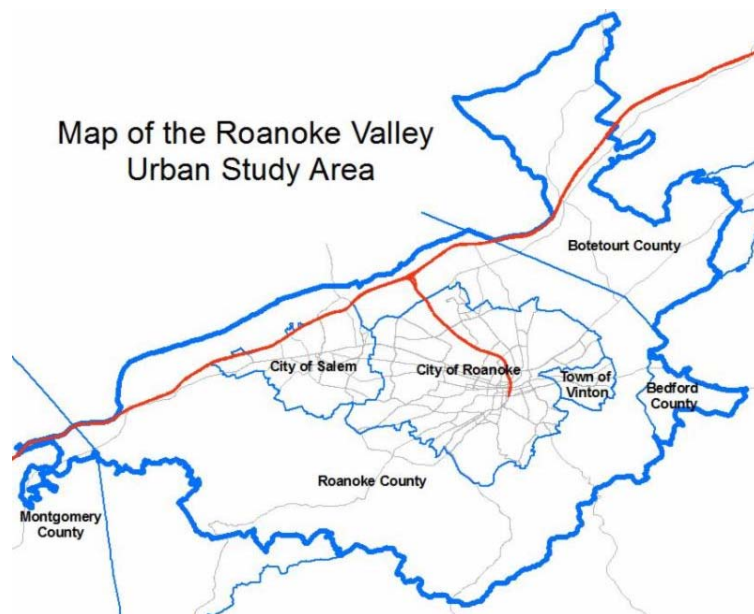 Map of the Roanoke Valley
Urban Study Area
Botetourt County
City of Salem
City of Roanoke
Town of
Vinton
Bedford
County
Roanoke County
Montgomery
County